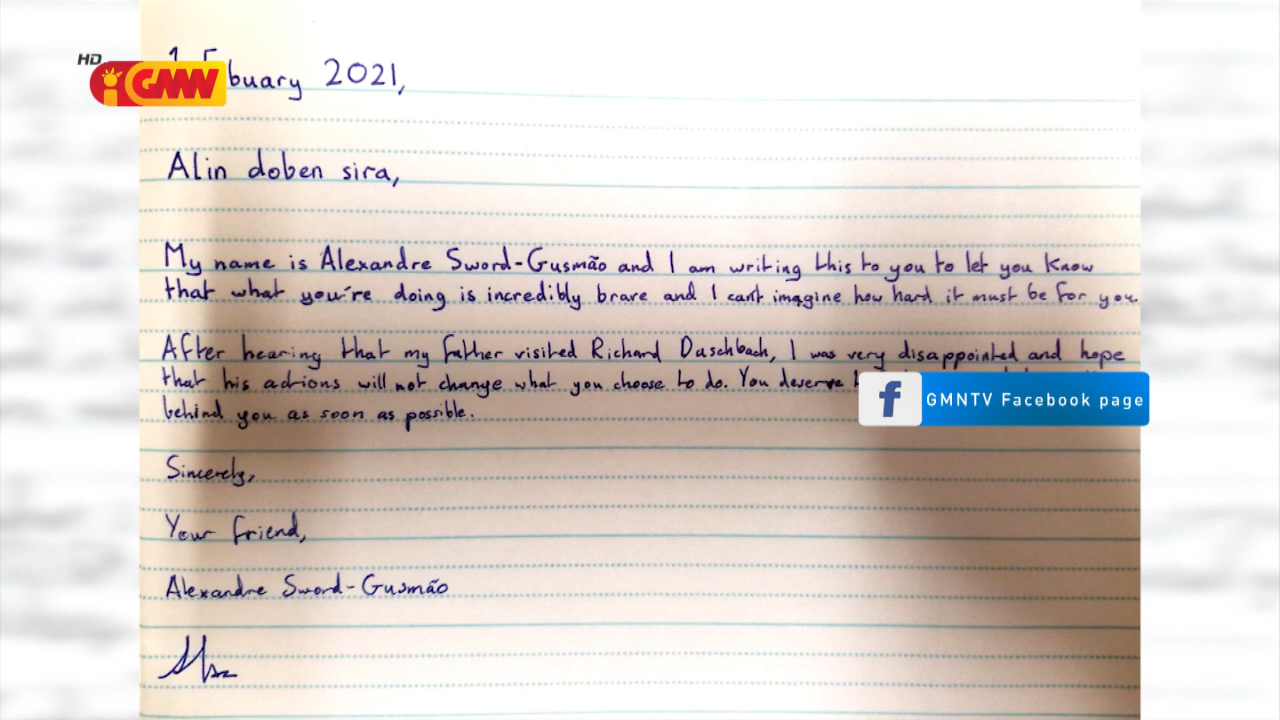 HD
GMN
buary 2021,
Alin doben sira,
My name is Alexandre Sword-Gusmão and I am writing this to you to let you know
that what you're doing is incredibly brave and I can't imagine how hard it must be for you.
After hearing that my father visited Richard Daschbach, I was very disappointed and hope
that his actions will not change what you choose to do. You deserve
behind you as soon as possible.
GMNTV Facebook page
Sincerely,
Your friend,
Alexandre Sword-Gusmão